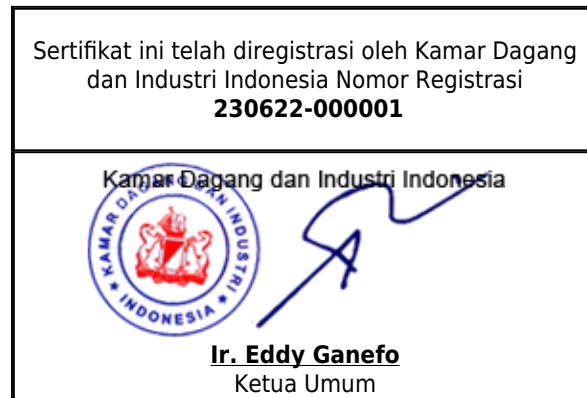 Sertifikat ini telah diregistrasi oleh Kamar Dagang
dan Industri Indonesia Nomor Registrasi
230622-000001
Kamar Dagang dan Industri Indonesia
KAMAR DAGANG DAN INDUSTRI
INDONESIA
Ir. Eddy Ganefo
Ketua Umum